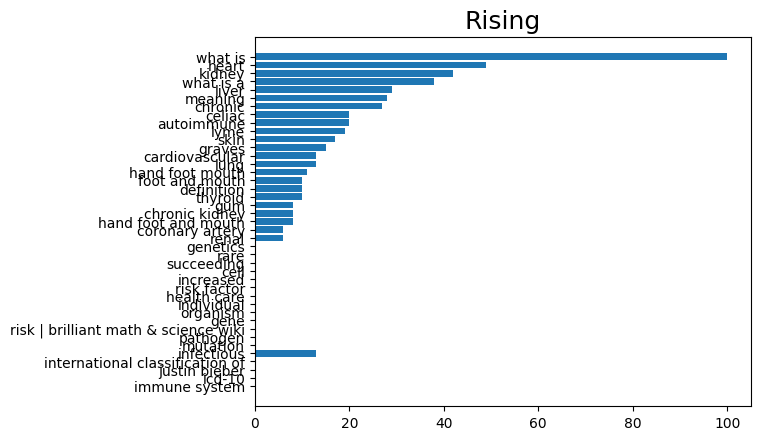 Rising
what is
heart
kidney
what is a
liver
meaning
chronic
celiac
autoimmune
lyme
skin
graves
cardiovascular
lung
hand foot mouth
foot and mouth
definition
thyroid
gum
chronic kidney
hand foot and mouth
coronary artery
renal
genetics
rare
succeeding
cell
increased
risk factor
health care
individual
organism
gene
risk | brilliant math & science wiki
pathogen
mutation
infectious
international classification of
justin bieber
icd-10
immune system
0 20 40 60 80 100